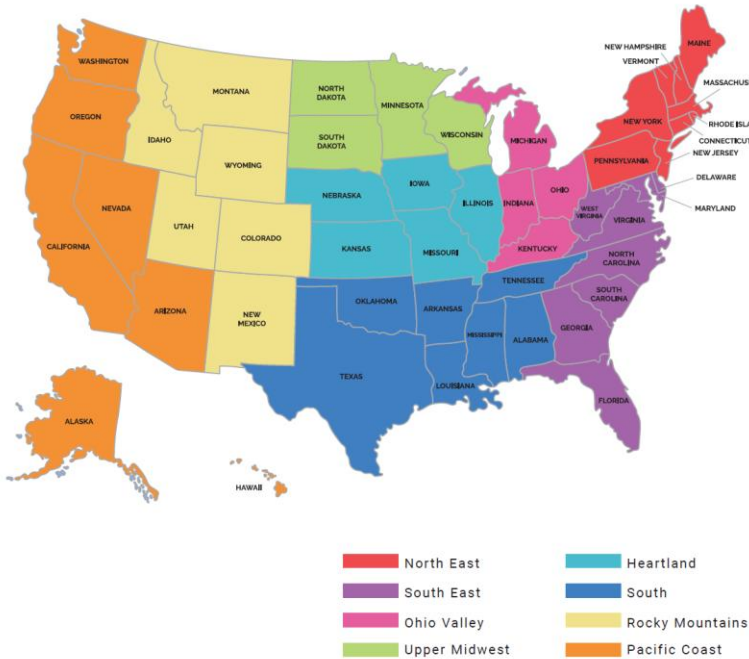 WASHINGTON
OREGON
CALIFORNIA
NEVADA
IDAHO
MONTANA
WYOMING
UTAH
COLORADO
ARIZONA
NEW
MEXICO
NORTH
DAKOTA
SOUTH
DAKOTA
MINNESOTA
WISCONSIN
NEBRASKA
IOWA
KANSAS
MISSOURI
ILLINOIS
INDIANA
MICHIGAN
OHIO
KENTUCKY
OKLAHOMA
TEXAS
ARKANSAS
LOUISIANA
MISSISSIPPI
ALABAMA
TENNESSEE
GEORGIA
FLORIDA
SOUTH
CAROLINA
NORTH
CAROLINA
VIRGINIA
WEST
VIRGINIA
PENNSYLVANIA
NEW YORK
VERMONT
NEW HAMPSHIRE
MAINE
MASSACHUS
RHODE ISLA
CONNECTICUT
NEW JERSEY
DELAWARE
MARYLAND
ALASKA
HAWAII
North East
South East
Ohio Valley
Upper Midwest
Heartland
South
Rocky Mountains
Pacific Coast